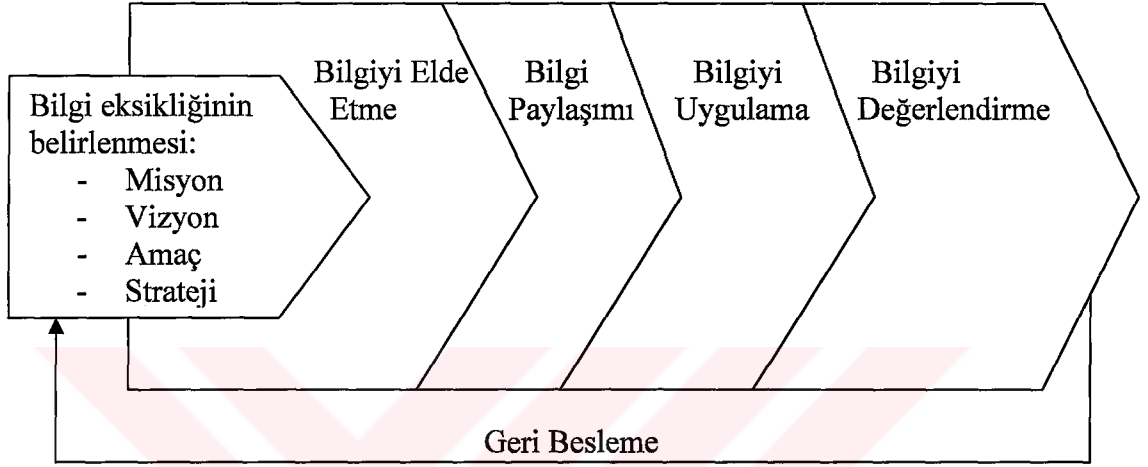 Bilgi eksikliğinin
belirlenmesi:
- Misyon
- Vizyon
- Amaç
- Strateji
Bilgiyi Elde
Etme
Bilgi
Paylaşımı
Bilgiyi
Uygulama
Bilgiyi
Değerlendirme
Geri Besleme